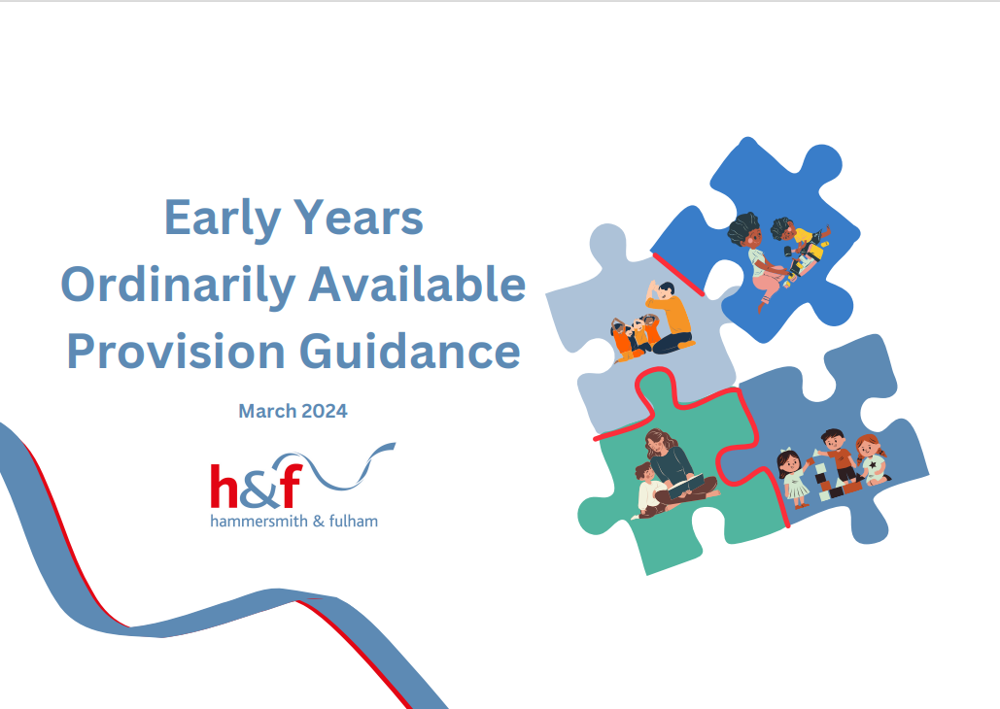 Early Years
Ordinarily Available
Provision Guidance
March 2024
h&f
hammersmith & fulham